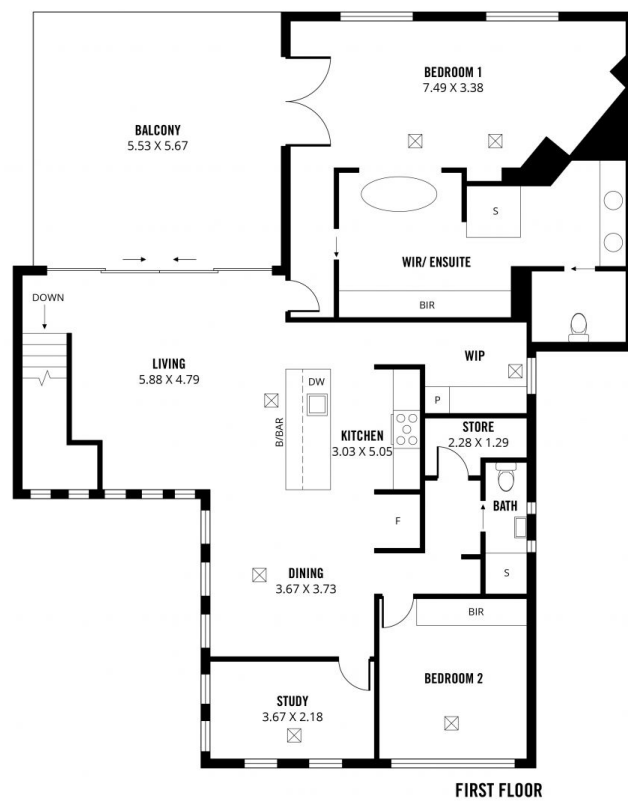 BEDROOM 1
7.49 X 3.38
BALCONY
5.53 X 5.67
S
WIR/ ENSUITE
BIR
DOWN
LIVING
5.88 X 4.79
WIP
DW
P
B/BAR
KITCHEN
3.03 X 5.05
STORE
2.28 X 1.29
BATH
F
S
DINING
3.67 X 3.73
BIR
BEDROOM 2
STUDY
3.67 X 2.18
FIRST FLOOR